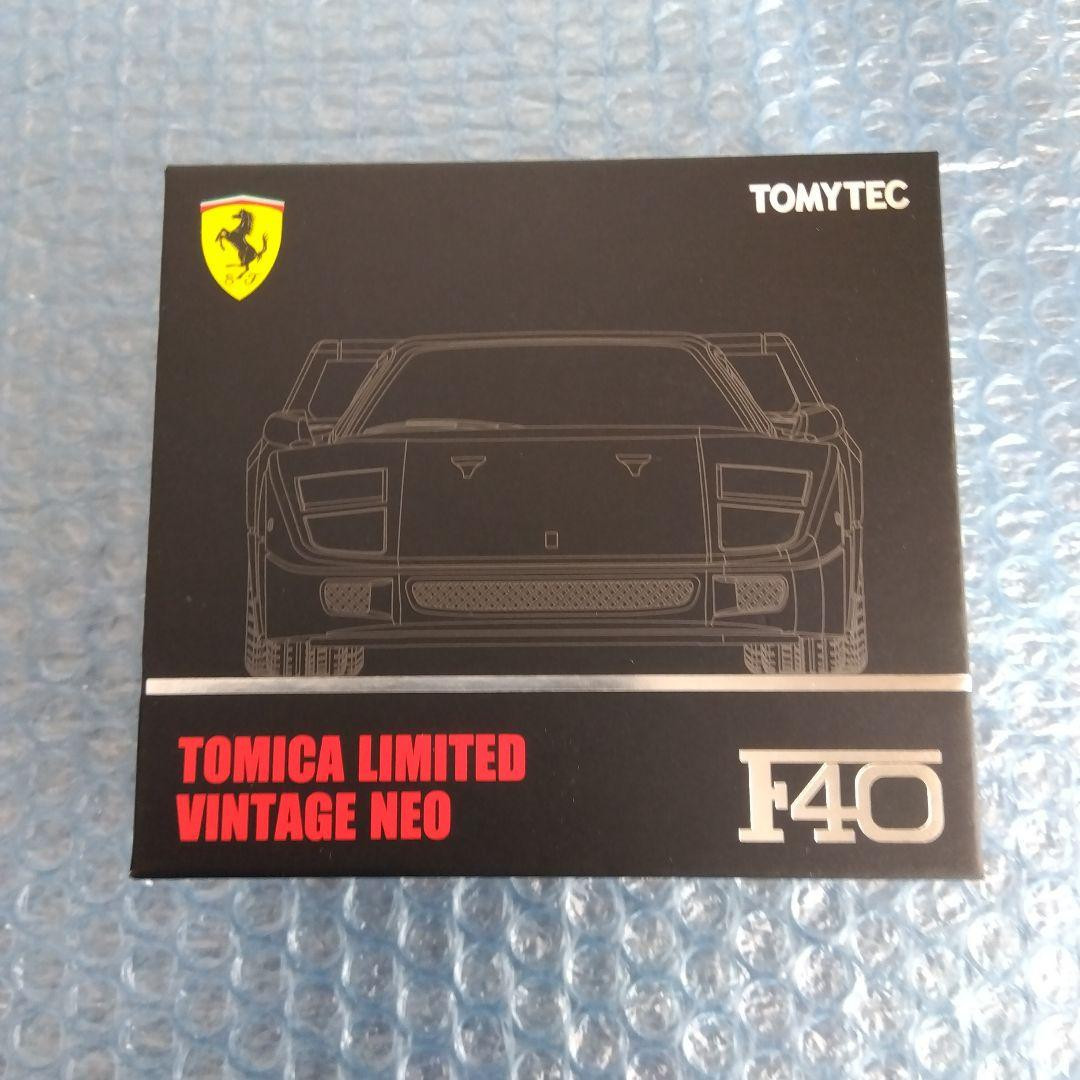 TOMYTEC
S F
TOMICA LIMITED
VINTAGE NEO
F40